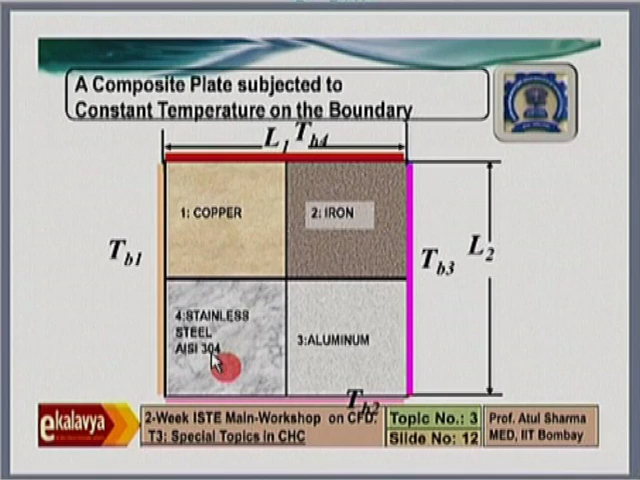 A Composite Plate subjected to
Constant Temperature on the Boundary
L1 Tb4
1: COPPER
2: IRON
Tb1
Tb3
L2
4:STAINLESS
STEEL
AISI 304
3:ALUMINUM
Tb2
ekalavya
2-Week ISTE Main-Workshop on CFD:
T3: Special Topics in CHC
Topic No.: 3
Slide No: 12
Prof. Atul Sharma
MED, IIT Bombay